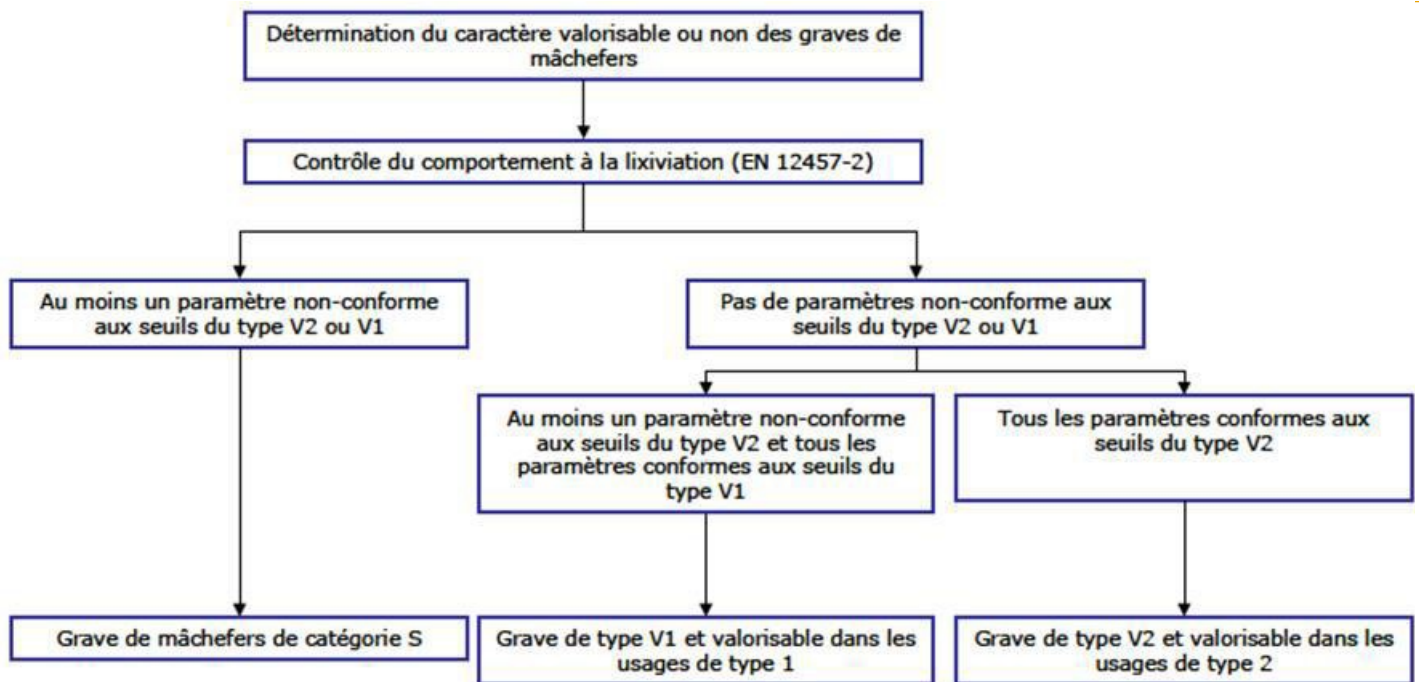 Détermination du caractère valorisable ou non des graves de
mâchefers
Contrôle du comportement à la lixiviation (EN 12457-2)
Au moins un paramètre non-conforme
aux seuils du type V2 ou V1
Pas de paramètres non-conforme aux
seuils du type V2 ou V1
Au moins un paramètre non-conforme
aux seuils du type V2 et tous les
paramètres conformes aux seuils du
type V1
Tous les paramètres conformes aux
seuils du type V2
Grave de mâchefers de catégorie S
Grave de type V1 et valorisable dans les
usages de type 1
Grave de type V2 et valorisable dans les
usages de type 2